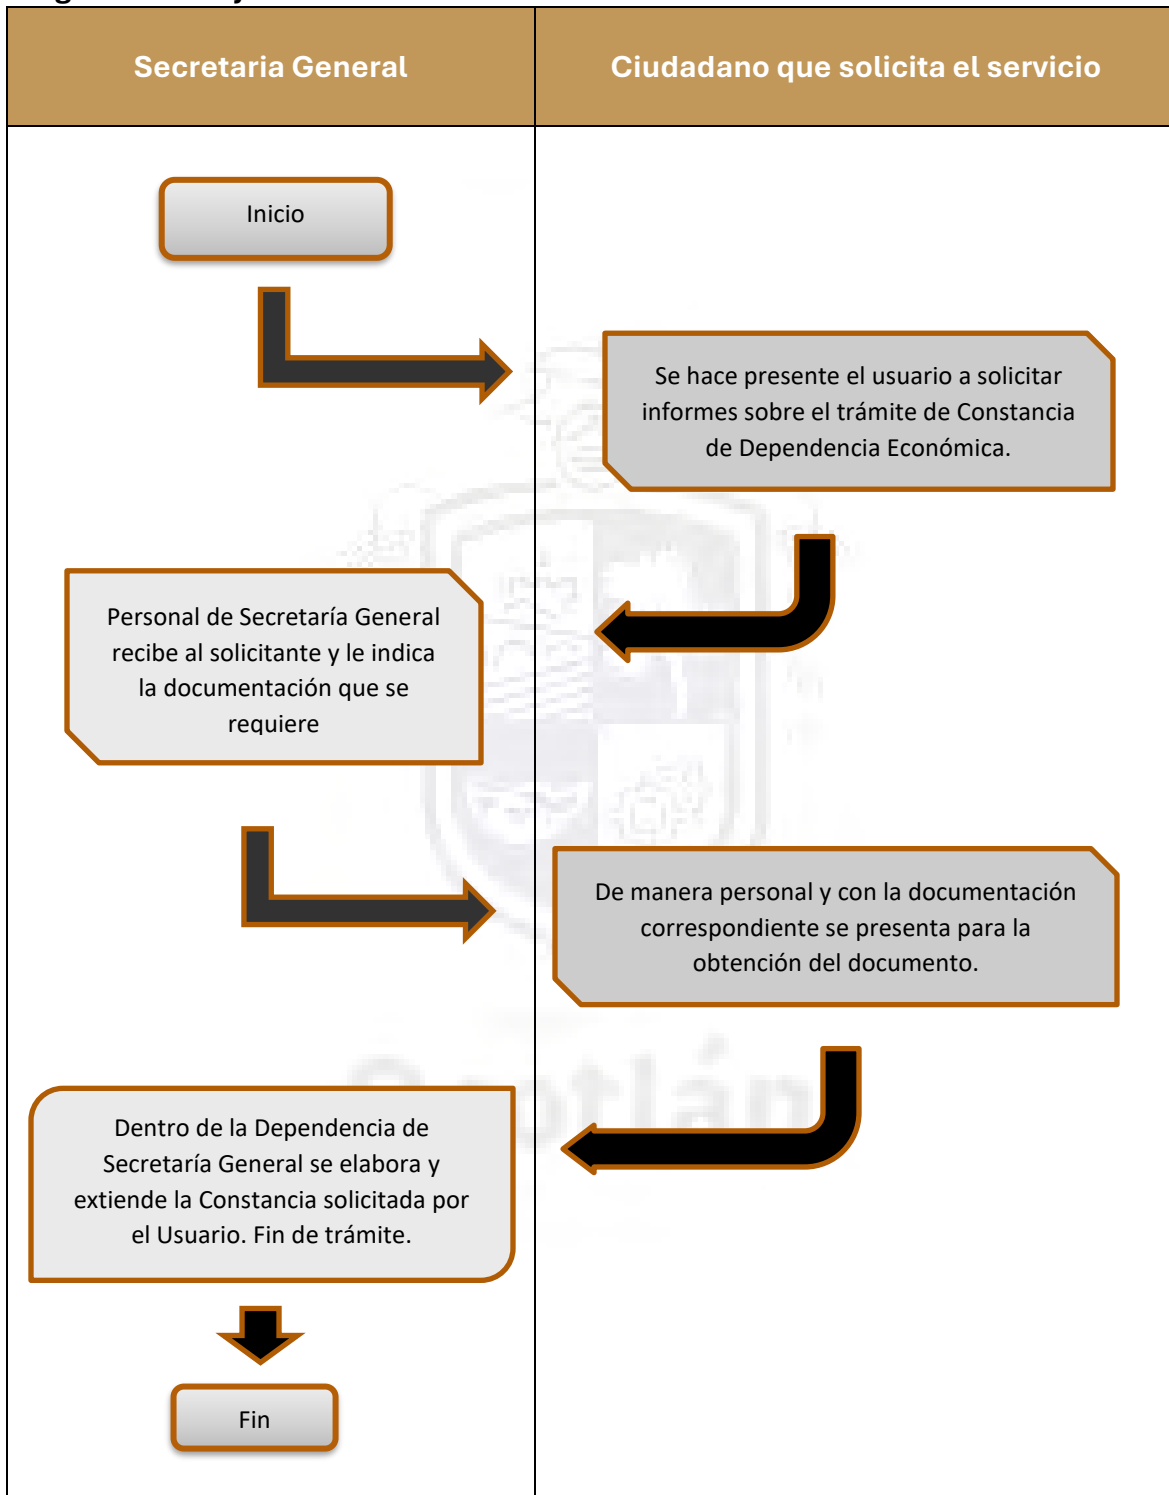 Secretaria General
Ciudadano que solicita el servicio
Inicio
Se hace presente el usuario a solicitar
informes sobre el trámite de Constancia
de Dependencia Económica.
Personal de Secretaría General
recibe al solicitante y le indica
la documentación que se
requiere
De manera personal y con la documentación
correspondiente se presenta para la
obtención del documento.
Dentro de la Dependencia de
Secretaría General se elabora y
extiende la Constancia solicitada por
el Usuario. Fin de trámite.
Fin